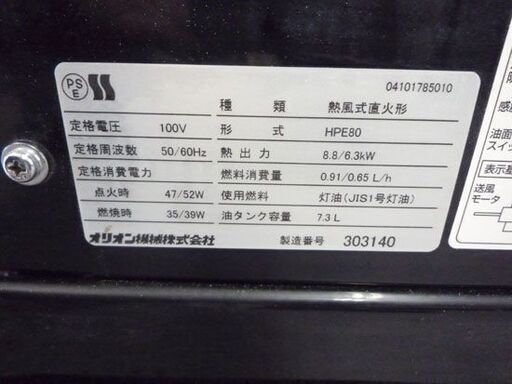 PS
E
04101785010
種類 熱風式直火形
定格電圧 100V 形式 HPE80
定格周波数 50/60Hz 熱出力 8.8/6.3kW
定格消費電力 燃料消費量 0.91/0.65 L/h
点火時 47/52W 使用燃料 灯油(JIS1号灯油)
燃焼時 35/39W 油タンク容量 7.3 L
オリオン機械株式会社 製造番号 303140
感
油面
スイッ
表示基
送風
モータ